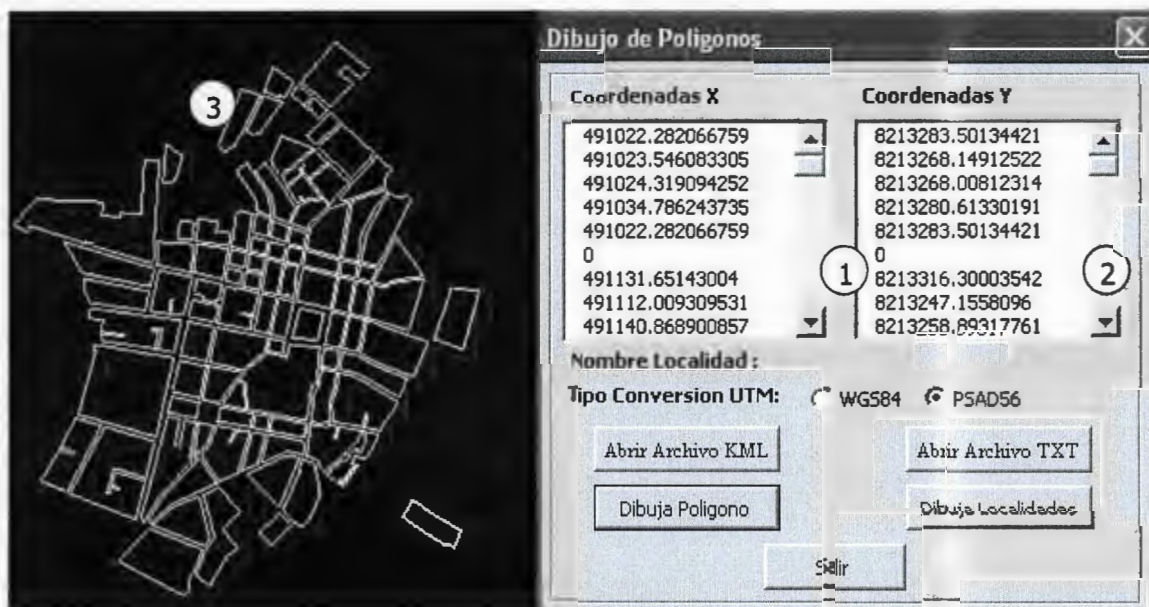 Dibujo de Poligonos
Coordenadas X
Coordenadas Y
491022.282066759
491023.546083305
491024.319094252
491034.786243735
491022.282066759
0
491131.65143004
491112.009309531
491140.868900857
8213283.50134421
8213268.14912522
8213268.00812314
8213280.61330191
8213283.50134421
0
8213316.30003542
8213247.1558096
8213258.89317761
1
2
3
Nombre Localidad :
Tipo Conversion UTM: WGS84 PSAD56
Abrir Archivo KML
Abrir Archivo TXT
Dibuja Poligono
Dibuja Localidades
Salir